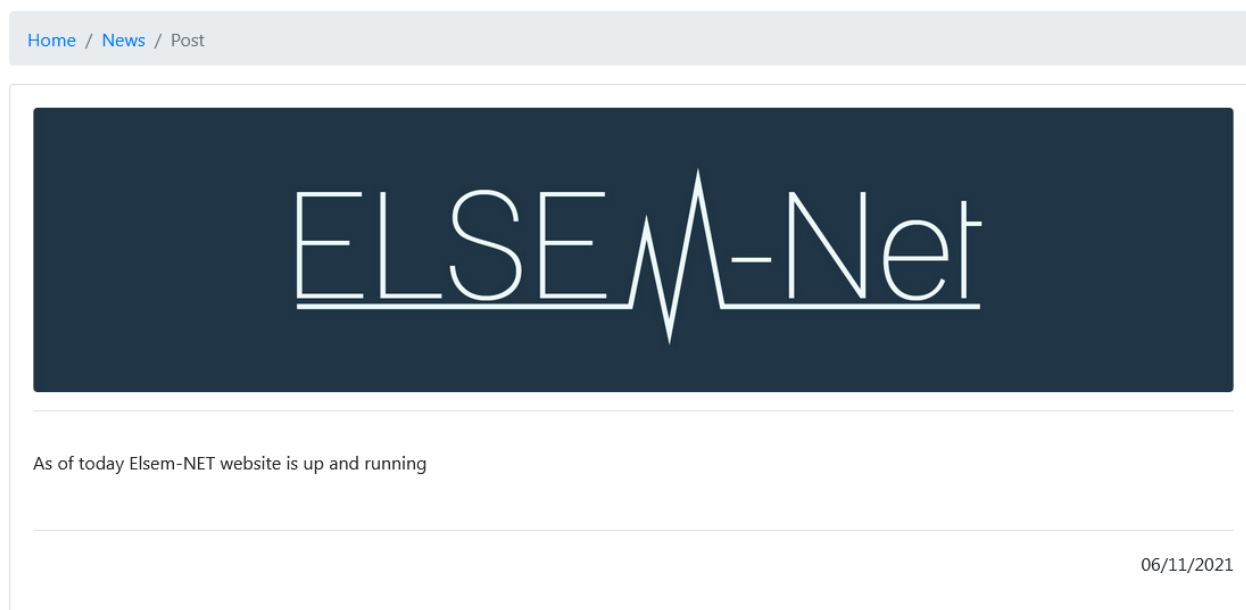 Home / News / Post
ELSEM-Net
As of today Elsem-NET website is up and running
06/11/2021